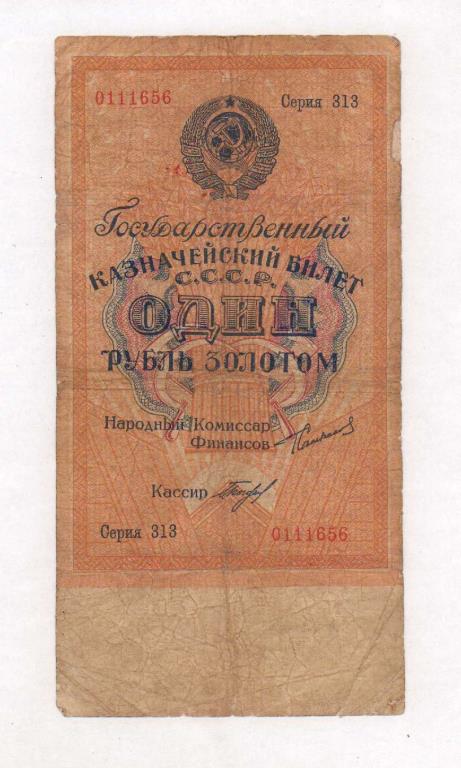 0111656 Серия 313
Государственный
КАЗНАЧЕЙСКИЙ БИЛЕТ
С.С.С.Р.
ОДИН
РУБЛЬ ЗОЛОТОМ
Народный Комиссар
Финансов
Кассир
Серия 313 0111656